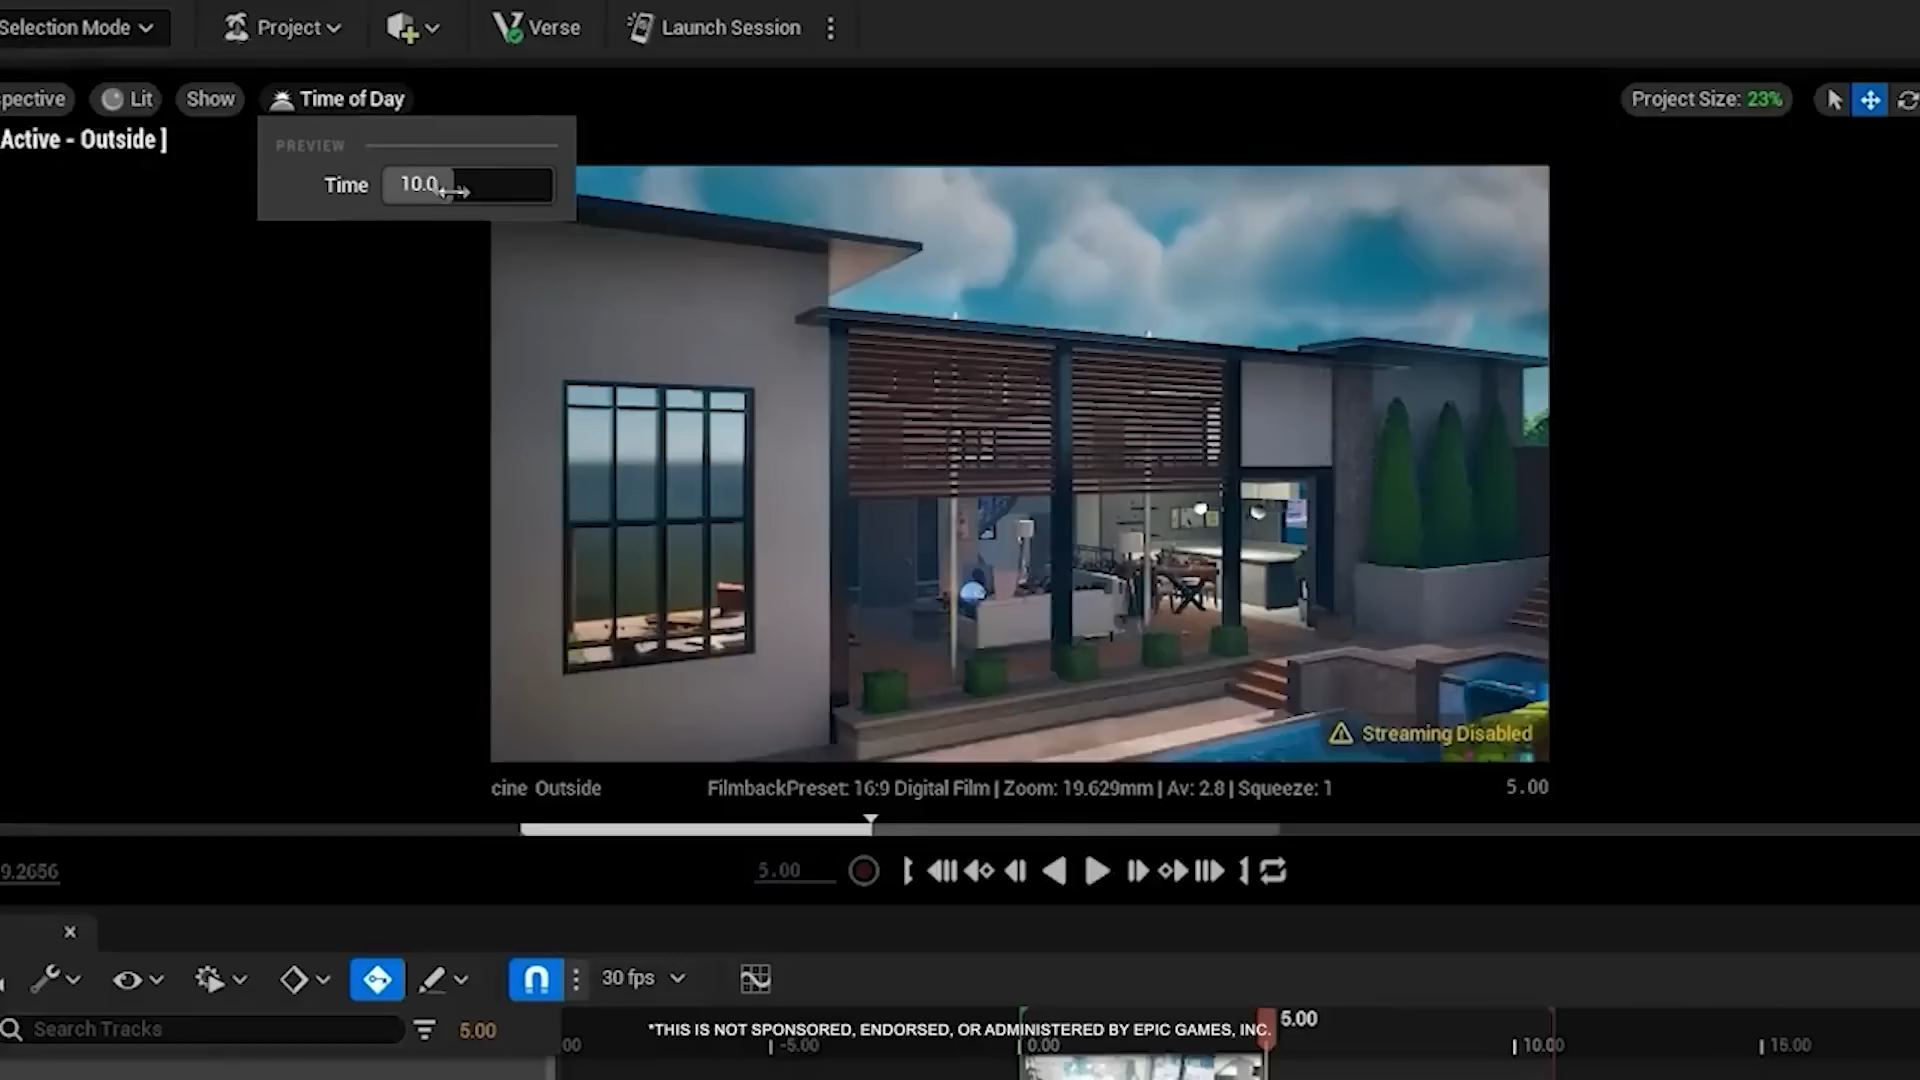 Selection Mode
Project
Verse
Launch Session
spective
Lit
Show
Time of Day
Project Size: 23%
Active - Outside ]
PREVIEW
Time
10.0
Streaming Disabled
cine Outside
FilmbackPreset: 16:9 Digital Film | Zoom: 19.629mm | Av: 2.8 | Squeeze: 1
5.00
9.2656
5.00
30 fps
Search Tracks
5.00
*THIS IS NOT SPONSORED, ENDORSED, OR ADMINISTERED BY EPIC GAMES, INC.
5.00
00
-5.00
0.00
10.00
15.00